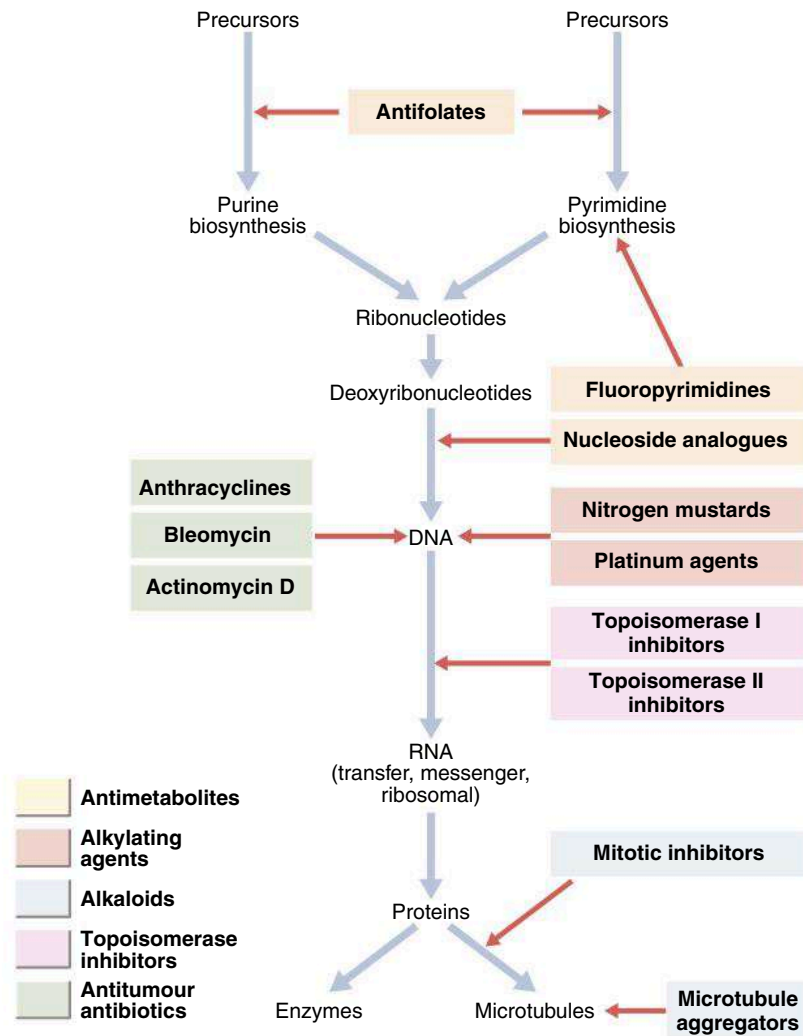 Precursors
Precursors
Antifolates
Purine
biosynthesis
Pyrimidine
biosynthesis
Ribonucleotides
Deoxyribonucleotides
Fluoropyrimidines
Nucleoside analogues
Anthracyclines
Bleomycin
Actinomycin D
DNA
Nitrogen mustards
Platinum agents
Topoisomerase I
inhibitors
Topoisomerase II
inhibitors
RNA
(transfer, messenger,
ribosomal)
Mitotic inhibitors
Proteins
Enzymes
Microtubules
Microtubule
aggregators
Antimetabolites
Alkylating
agents
Alkaloids
Topoisomerase
inhibitors
Antitumour
antibiotics